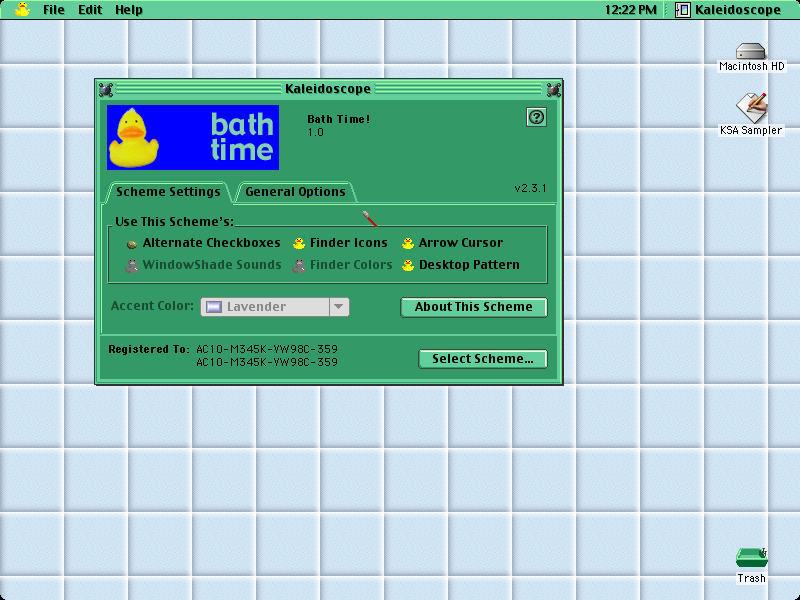 File Edit Help
12:22 PM Kaleidoscope
Macintosh HD
KSA Sampler
Kaleidoscope
bath
time
Bath Time!
1.0
v2.3.1
Scheme Settings General Options
Use This Scheme's:
Alternate Checkboxes Finder Icons Arrow Cursor
WindowShade Sounds Finder Colors Desktop Pattern
Accent Color: Lavender About This Scheme
Registered To: AC10-M345K-VW98C-359
AC10-M345K-VW98C-359
Select Scheme...
Trash